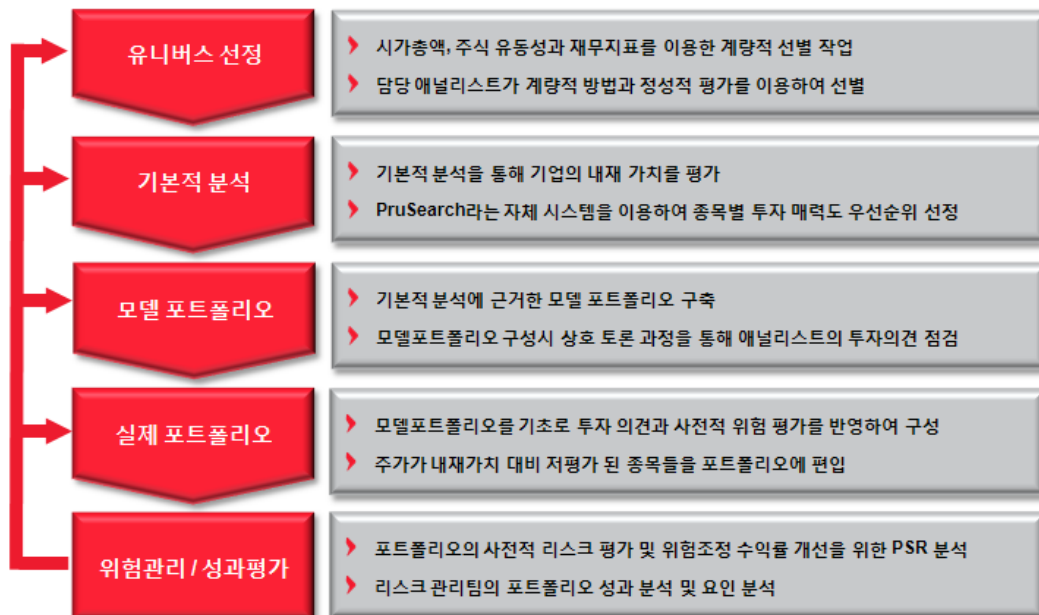 유니버스 선정
시가총액, 주식 유동성과 재무지표를 이용한 계량적 선별 작업
담당 애널리스트가 계량적 방법과 정성적 평가를 이용하여 선별
기본적 분석
기본적 분석을 통해 기업의 내재 가치를 평가
PruSearch라는 자체 시스템을 이용하여 종목별 투자 매력도 우선순위 선정
모델 포트폴리오
기본적 분석에 근거한 모델 포트폴리오 구축
모델포트폴리오 구성시 상호 토론 과정을 통해 애널리스트의 투자의견 점검
실제 포트폴리오
모델포트폴리오를 기초로 투자 의견과 사전적 위험 평가를 반영하여 구성
주가가 내재가치 대비 저평가 된 종목들을 포트폴리오에 편입
위험관리 / 성과평가
포트폴리오의 사전적 리스크 평가 및 위험조정 수익률 개선을 위한 PSR 분석
리스크 관리팀의 포트폴리오 성과 분석 및 요인 분석